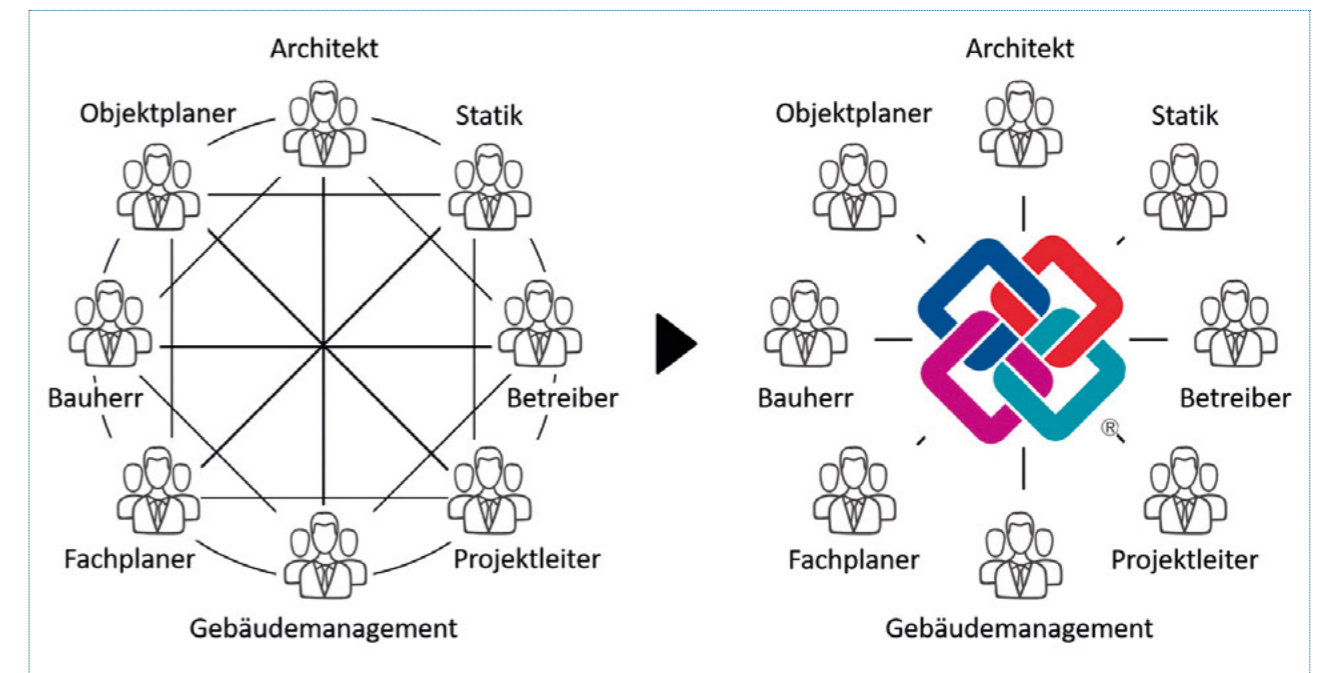 Architekt
Objektplaner
Statik
Bauherr
Betreiber
Fachplaner
Projektleiter
Gebäudemanagement
Architekt
Objektplaner
Statik
Bauherr
Betreiber
®
Fachplaner
Projektleiter
Gebäudemanagement